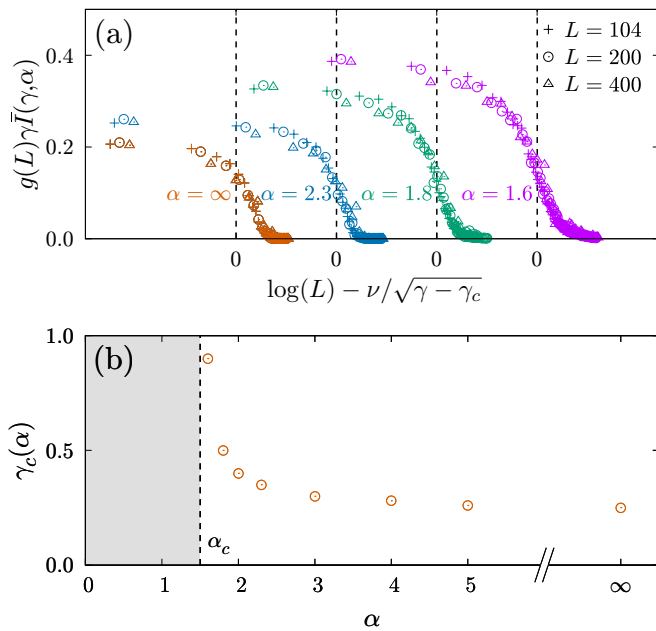 (a)
+ L = 104
⊙ L = 200
△ L = 400
g(L)γĪ(γ,α)
0.4
0.2
0.0
α = ∞
α = 2.3
α = 1.8
α = 1.6
0 0 0 0
log(L) − ν/√γ − γc
(b)
γc(α)
1.0
0.5
0.0
αc
0 1 2 3 4 5 ∞
α